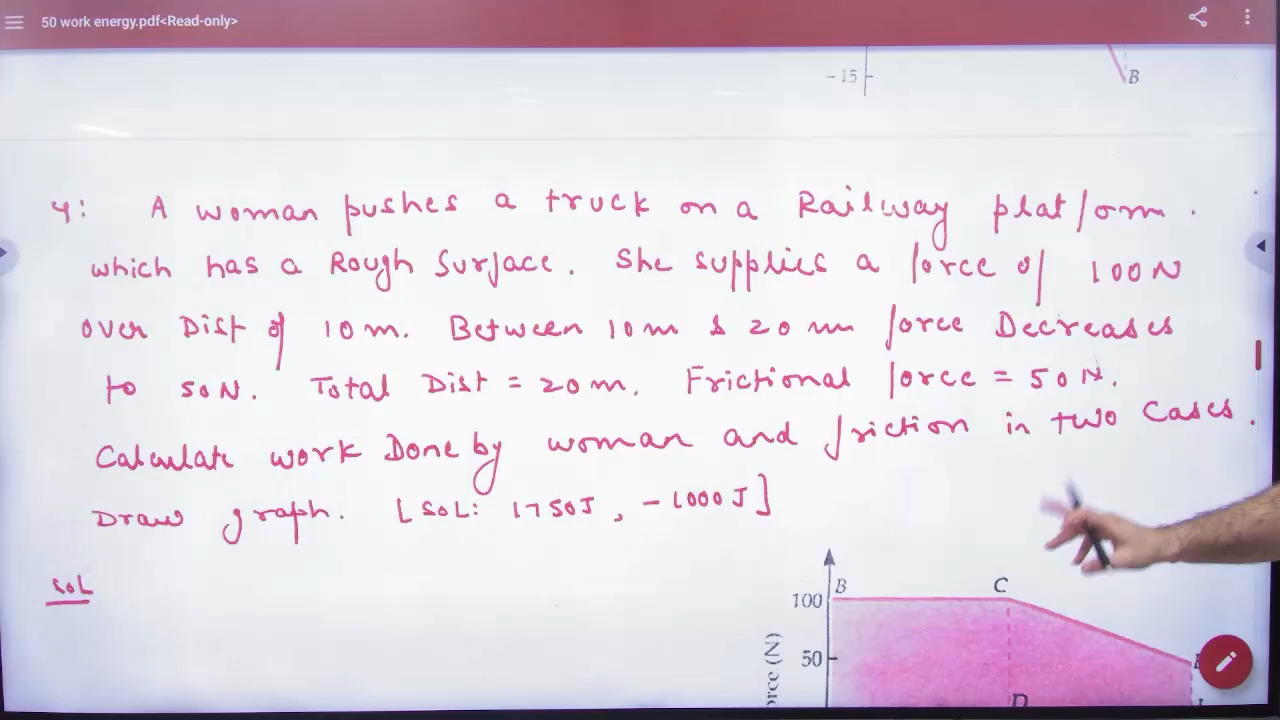 50 work energy.pdf<Read-only>
- 15
B
4: A woman pushes a truck on a Railway platform.
which has a Rough Surface. She supplies a force of 100N
over Dist of 10m. Between 10m & 20m force Decreases
to 50N. Total Dist = 20m. Frictional force = 50N.
Calculate work Done by woman and friction in two Cases.
Draw graph. [SOL: 1750J, -1000J]
SOL
B
C
100
50
D